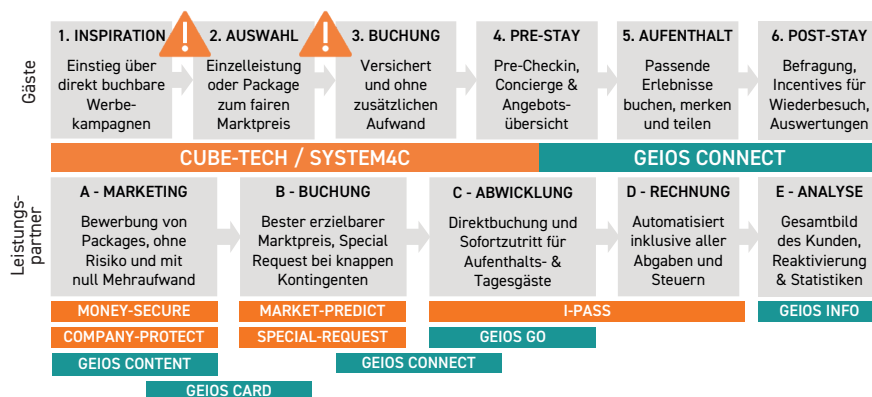 Gäste
1. INSPIRATION
Einstieg über
direkt buchbare
Werbe-
kampagnen
!
2. AUSWAHL
Einzelleistung
oder Package
zum fairen
Marktpreis
!
3. BUCHUNG
Versichert
und ohne
zusätzlichen
Aufwand
4. PRE-STAY
Pre-Checkin,
Concierge &
Angebots-
übersicht
5. AUFENTHALT
Passende
Erlebnisse
buchen, merken
und teilen
6. POST-STAY
Befragung,
Incentives für
Wiederbesuch,
Auswertungen
CUBE-TECH / SYSTEM4C
GEIOS CONNECT
Leistungs-
partner
A - MARKETING
Bewerbung von
Packages, ohne
Risiko und mit
null Mehraufwand
B - BUCHUNG
Bester erzielbarer
Marktpreis, Special
Request bei knappen
Kontingenten
C - ABWICKLUNG
Direktbuchung und
Sofortzutritt für
Aufenthalts- &
Tagesgäste
D - RECHNUNG
Automatisiert
inklusive aller
Abgaben und
Steuern
E - ANALYSE
Gesamtbild
des Kunden,
Reaktivierung
& Statistiken
MONEY-SECURE
MARKET-PREDICT
I-PASS
GEIOS INFO
COMPANY-PROTECT
SPECIAL-REQUEST
GEIOS GO
GEIOS CONTENT
GEIOS CONNECT
GEIOS CARD